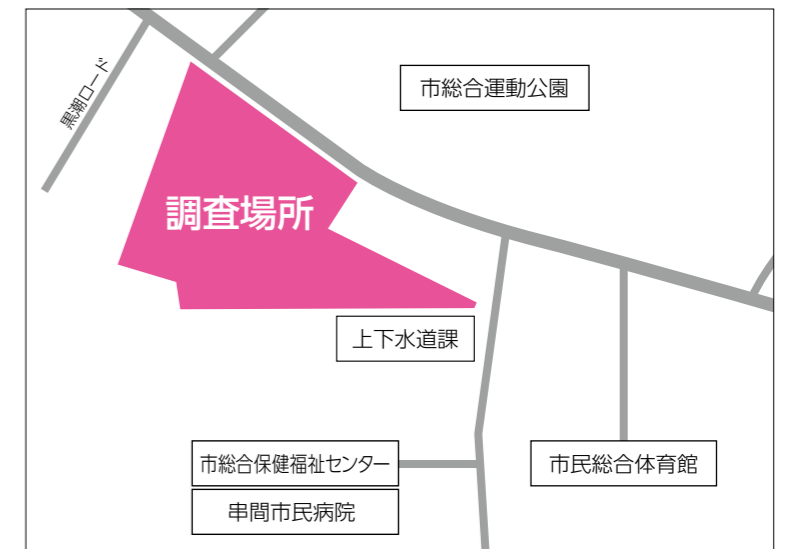 黒潮ロード
市総合運動公園
調査場所
上下水道課
市総合保健福祉センター
市民総合体育館
串間市民病院